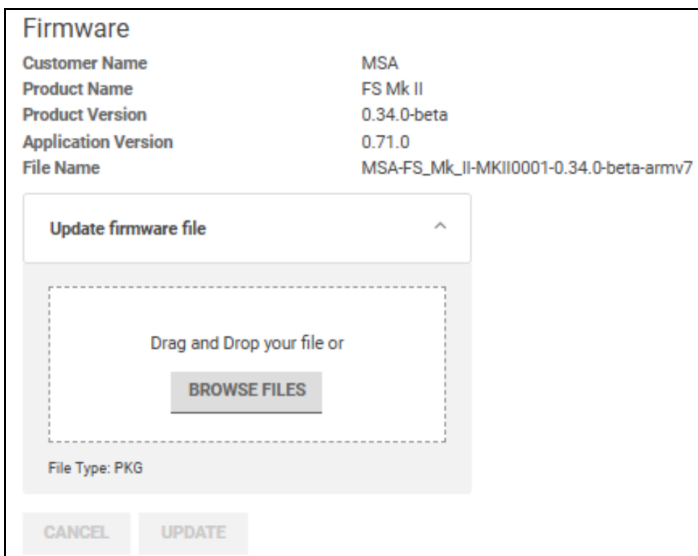 Firmware
Customer Name MSA
Product Name FS Mk II
Product Version 0.34.0-beta
Application Version 0.71.0
File Name MSA-FS_Mk_II-MKII0001-0.34.0-beta-armv7
Update firmware file
Drag and Drop your file or
BROWSE FILES
File Type: PKG
CANCEL UPDATE